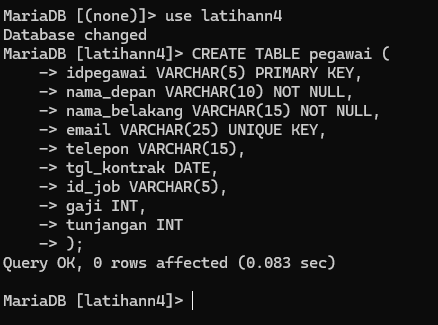 MariaDB [(none)]> use latihann4
Database changed
MariaDB [latihann4]> CREATE TABLE pegawai (
    -> idpegawai VARCHAR(5) PRIMARY KEY,
    -> nama_depan VARCHAR(10) NOT NULL,
    -> nama_belakang VARCHAR(15) NOT NULL,
    -> email VARCHAR(25) UNIQUE KEY,
    -> telepon VARCHAR(15),
    -> tgl_kontrak DATE,
    -> id_job VARCHAR(5),
    -> gaji INT,
    -> tunjangan INT
    -> );
Query OK, 0 rows affected (0.083 sec)
MariaDB [latihann4]>